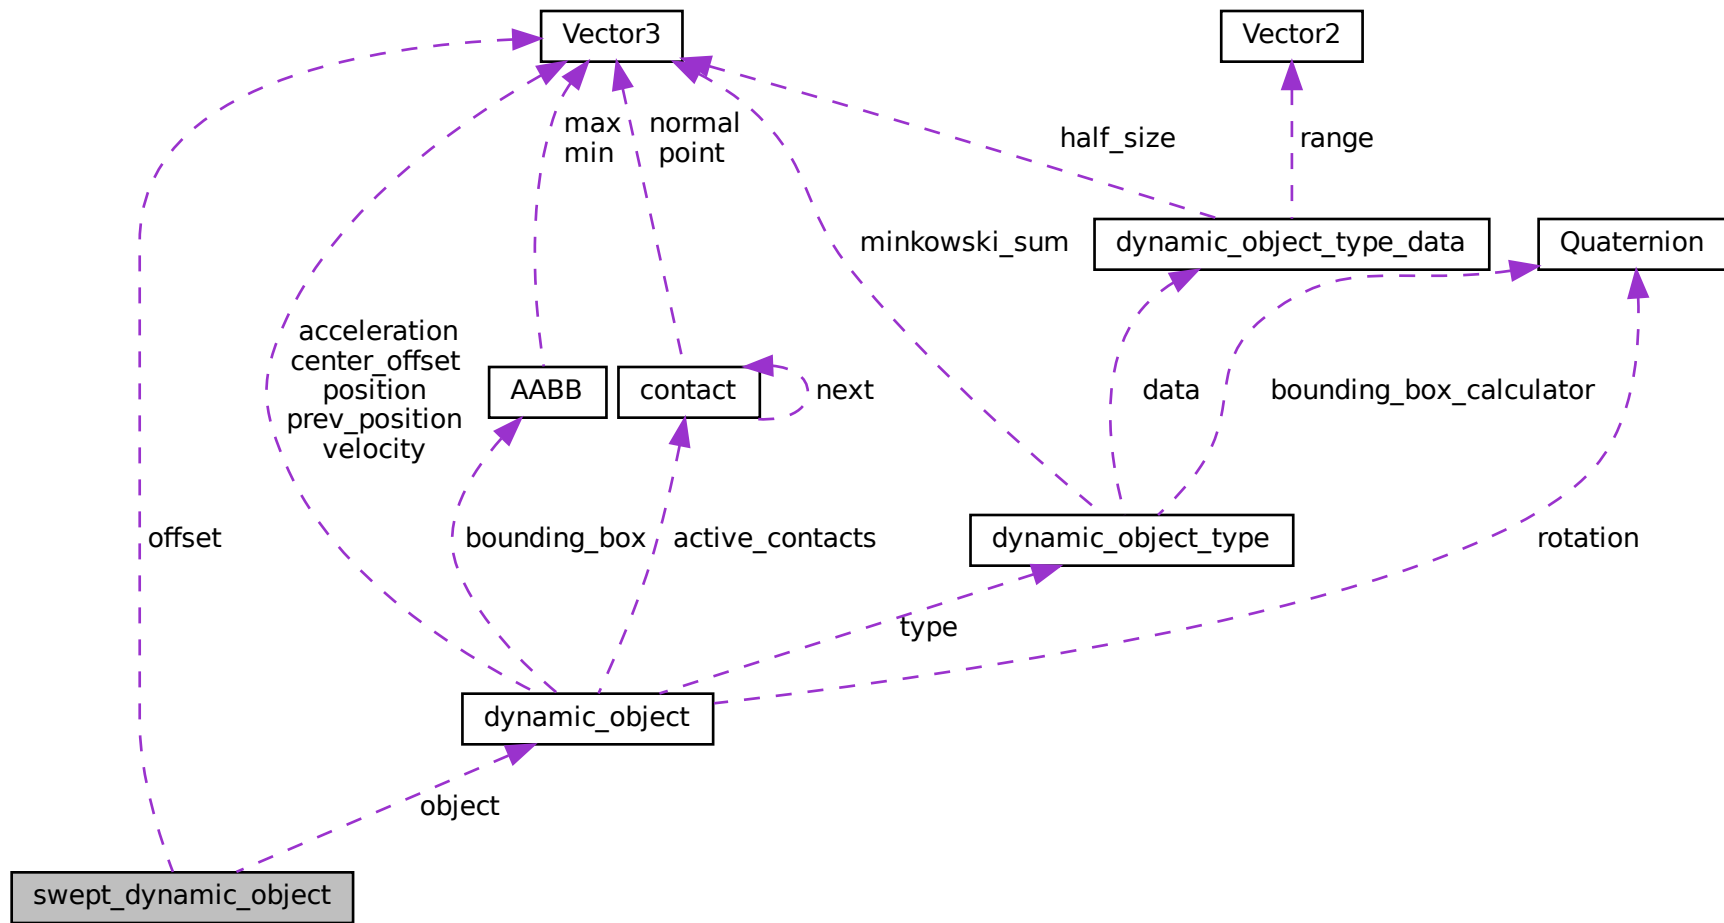 Vector3
Vector2
max
min
normal
point
half_size
range
minkowski_sum
dynamic_object_type_data
Quaternion
acceleration
center_offset
position
prev_position
velocity
AABB
contact
next
data
bounding_box_calculator
offset
bounding_box
active_contacts
dynamic_object_type
rotation
type
dynamic_object
object
swept_dynamic_object